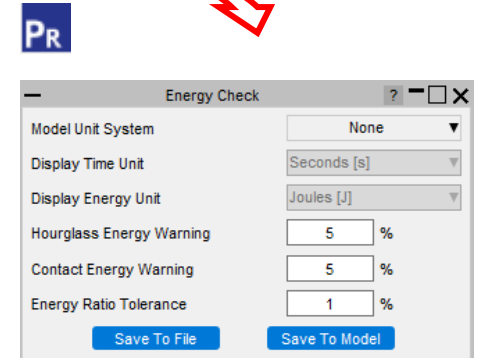 PR
Energy Check ?
Model Unit System None
Display Time Unit Seconds [s]
Display Energy Unit Joules [J]
Hourglass Energy Warning 5 %
Contact Energy Warning 5 %
Energy Ratio Tolerance 1 %
Save To File Save To Model